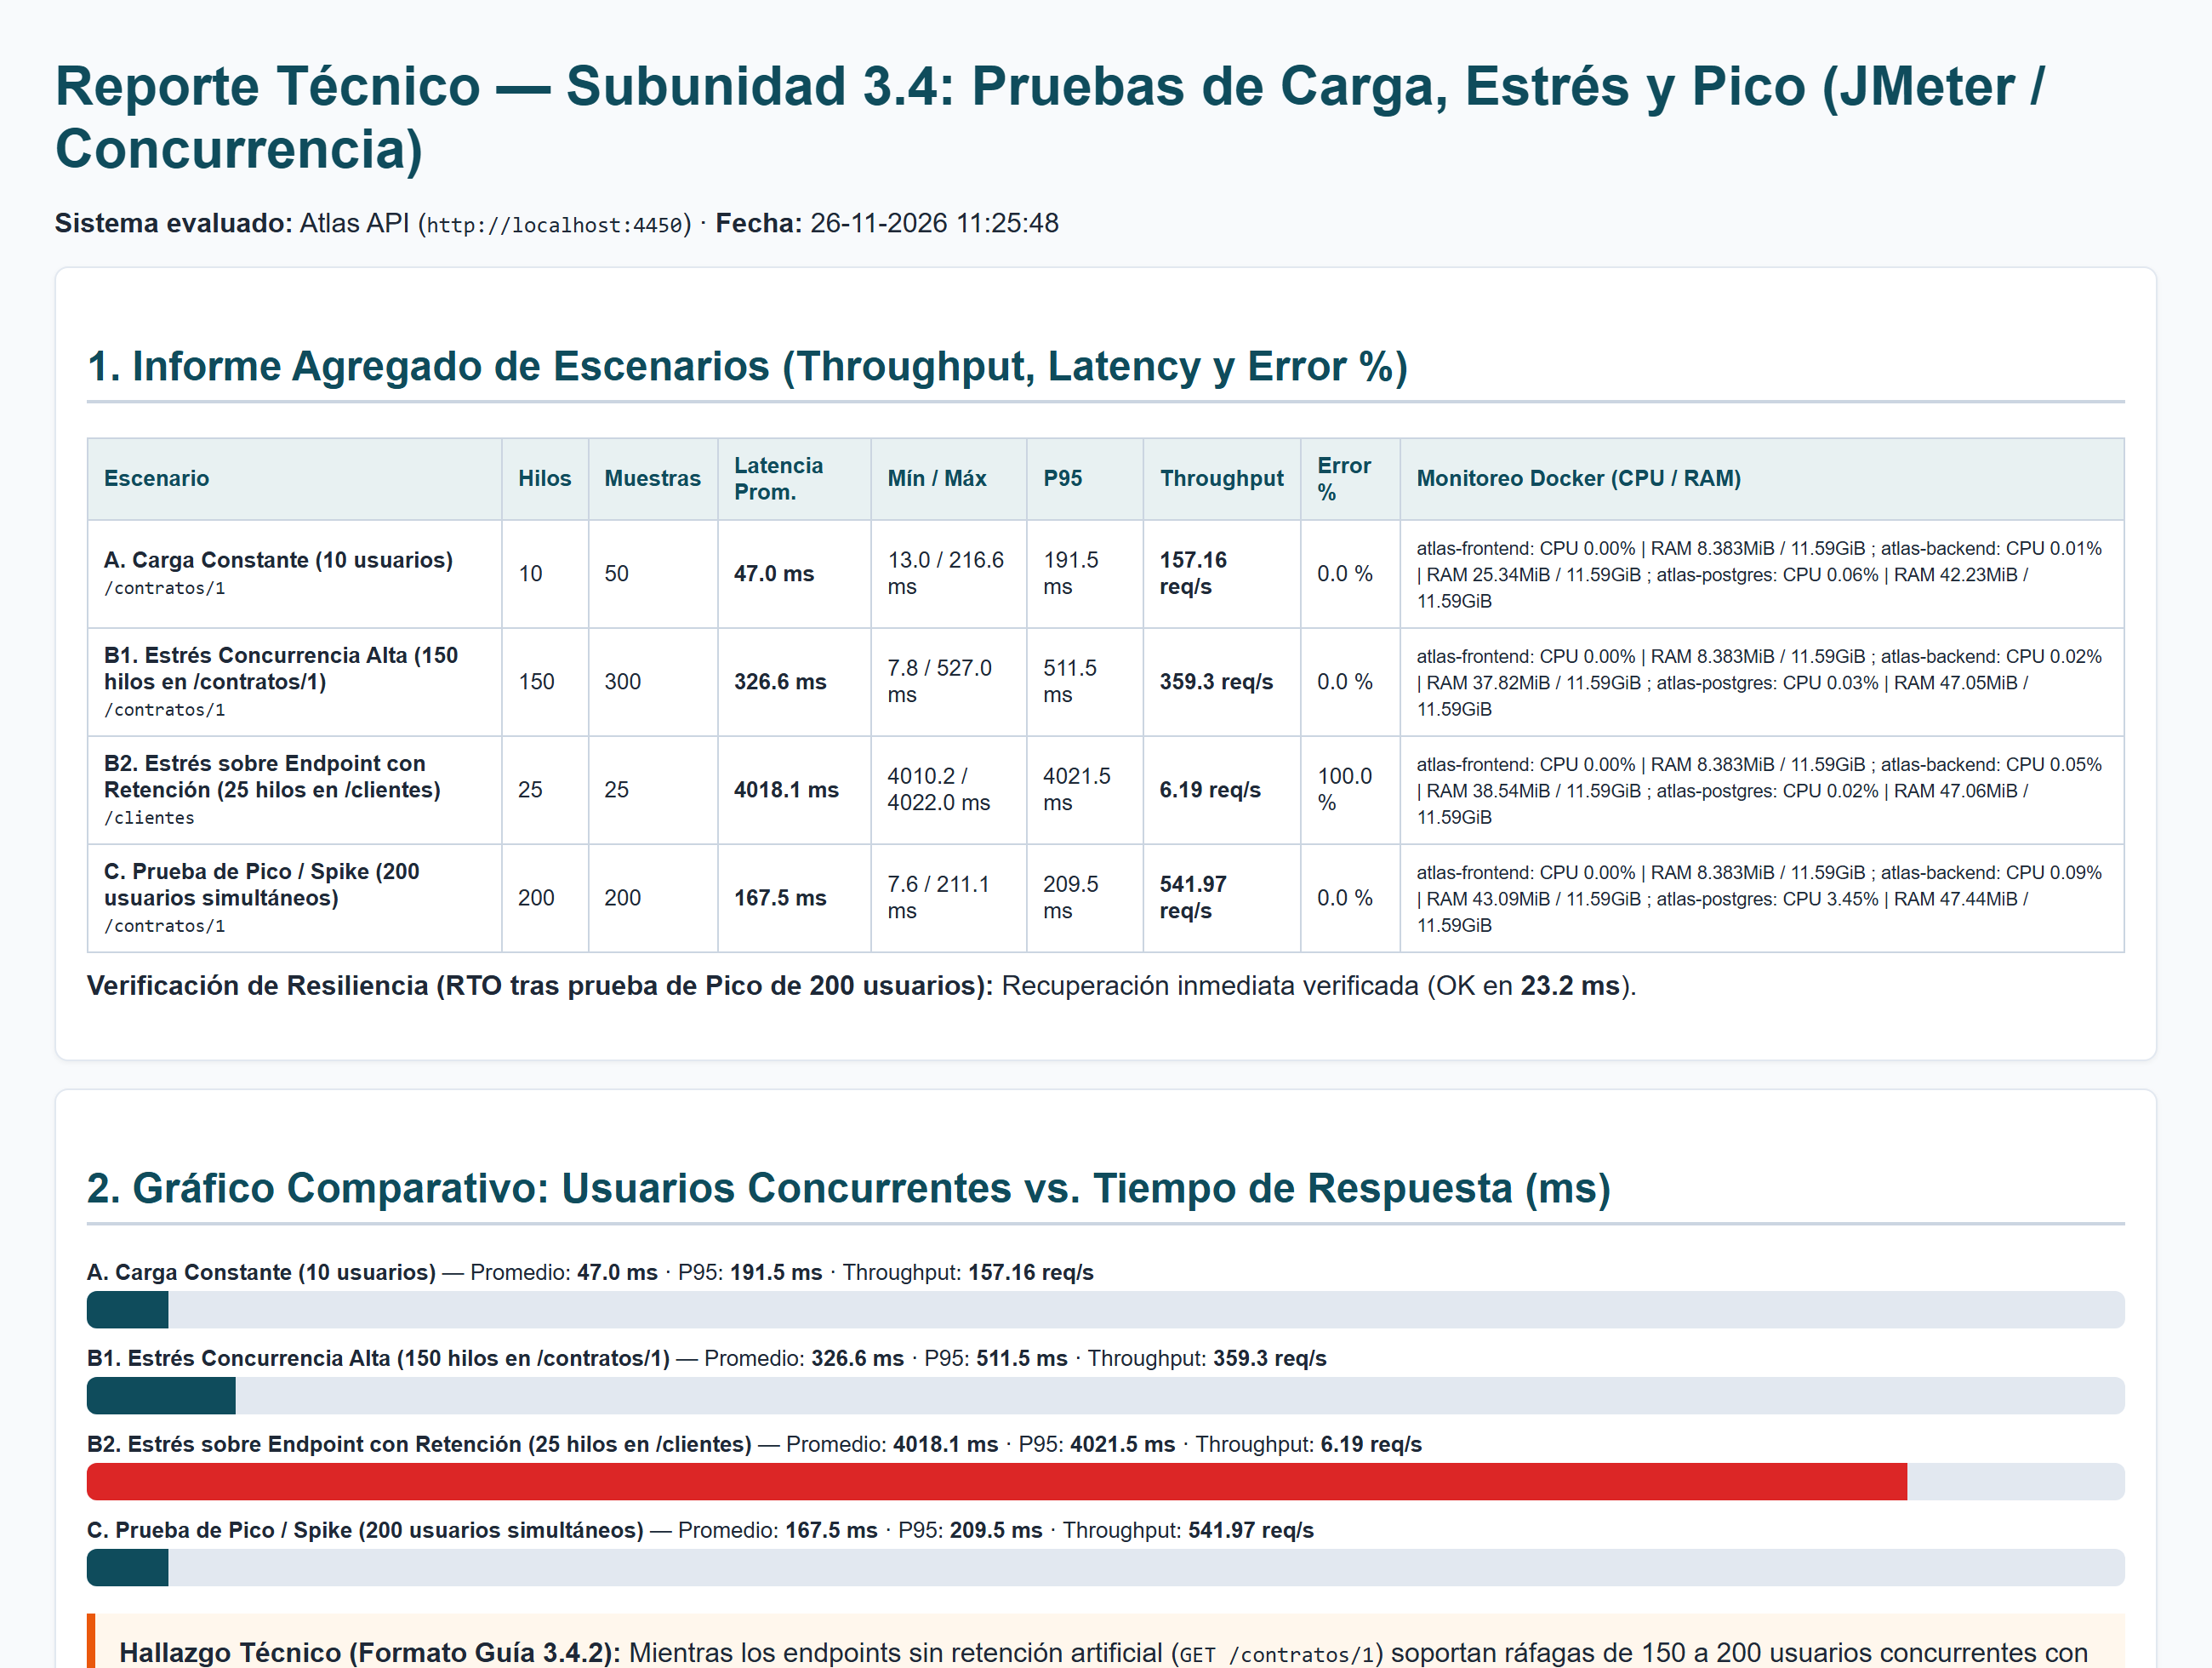 Reporte Técnico — Subunidad 3.4: Pruebas de Carga, Estrés y Pico (JMeter /
Concurrencia)
Sistema evaluado: Atlas API (http://localhost:4450) · Fecha: 26-11-2026 11:25:48
1. Informe Agregado de Escenarios (Throughput, Latency y Error %)
Escenario
Hilos
Muestras
Latencia
Prom.
Mín / Máx
P95
Throughput
Error
%
Monitoreo Docker (CPU / RAM)
A. Carga Constante (10 usuarios)
/contratos/1
10
50
47.0 ms
13.0 / 216.6
ms
191.5
ms
157.16
req/s
0.0 %
atlas-frontend: CPU 0.00% | RAM 8.383MiB / 11.59GiB ; atlas-backend: CPU 0.01%
| RAM 25.34MiB / 11.59GiB ; atlas-postgres: CPU 0.06% | RAM 42.23MiB /
11.59GiB
B1. Estrés Concurrencia Alta (150
hilos en /contratos/1)
/contratos/1
150
300
326.6 ms
7.8 / 527.0
ms
511.5
ms
359.3 req/s
0.0 %
atlas-frontend: CPU 0.00% | RAM 8.383MiB / 11.59GiB ; atlas-backend: CPU 0.02%
| RAM 37.82MiB / 11.59GiB ; atlas-postgres: CPU 0.03% | RAM 47.05MiB /
11.59GiB
B2. Estrés sobre Endpoint con
Retención (25 hilos en /clientes)
/clientes
25
25
4018.1 ms
4010.2 /
4022.0 ms
4021.5
ms
6.19 req/s
100.0
%
atlas-frontend: CPU 0.00% | RAM 8.383MiB / 11.59GiB ; atlas-backend: CPU 0.05%
| RAM 38.54MiB / 11.59GiB ; atlas-postgres: CPU 0.02% | RAM 47.06MiB /
11.59GiB
C. Prueba de Pico / Spike (200
usuarios simultáneos)
/contratos/1
200
200
167.5 ms
7.6 / 211.1
ms
209.5
ms
541.97
req/s
0.0 %
atlas-frontend: CPU 0.00% | RAM 8.383MiB / 11.59GiB ; atlas-backend: CPU 0.09%
| RAM 43.09MiB / 11.59GiB ; atlas-postgres: CPU 3.45% | RAM 47.44MiB /
11.59GiB
Verificación de Resiliencia (RTO tras prueba de Pico de 200 usuarios): Recuperación inmediata verificada (OK en 23.2 ms).
2. Gráfico Comparativo: Usuarios Concurrentes vs. Tiempo de Respuesta (ms)
A. Carga Constante (10 usuarios) — Promedio: 47.0 ms · P95: 191.5 ms · Throughput: 157.16 req/s
B1. Estrés Concurrencia Alta (150 hilos en /contratos/1) — Promedio: 326.6 ms · P95: 511.5 ms · Throughput: 359.3 req/s
B2. Estrés sobre Endpoint con Retención (25 hilos en /clientes) — Promedio: 4018.1 ms · P95: 4021.5 ms · Throughput: 6.19 req/s
C. Prueba de Pico / Spike (200 usuarios simultáneos) — Promedio: 167.5 ms · P95: 209.5 ms · Throughput: 541.97 req/s
Hallazgo Técnico (Formato Guía 3.4.2): Mientras los endpoints sin retención artificial (GET /contratos/1) soportan ráfagas de 150 a 200 usuarios concurrentes con